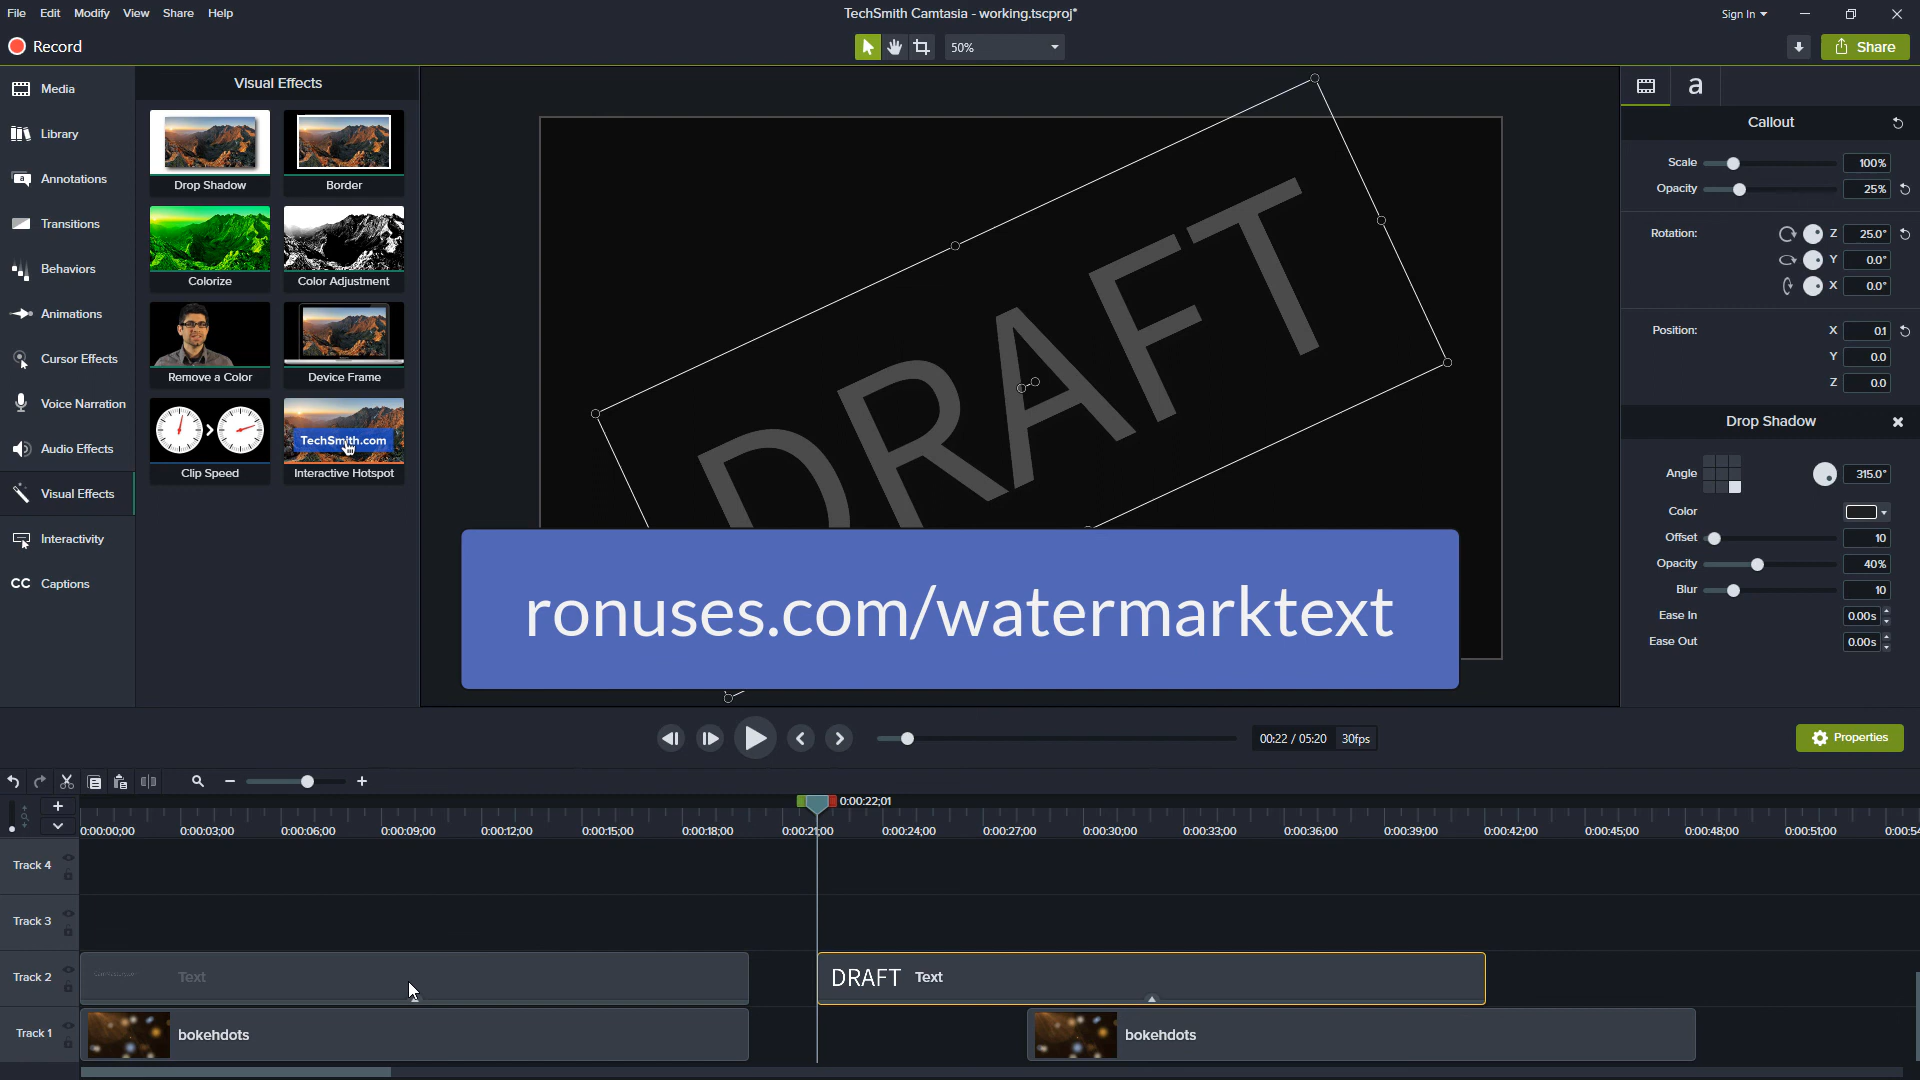 File Edit Modify View Share Help
TechSmith Camtasia - working.tscproj*
Sign In
Record
50%
Share
Media
Library
Annotations
Transitions
Behaviors
Animations
Cursor Effects
Voice Narration
Audio Effects
Visual Effects
Interactivity
CC Captions
Visual Effects
Drop Shadow
Border
Colorize
Color Adjustment
Remove a Color
Device Frame
Clip Speed
TechSmith.com
Interactive Hotspot
DRAFT
ronuses.com/watermarktext
a
Callout
Scale 100%
Opacity 25%
Rotation: Z 25.0°
Y 0.0°
X 0.0°
Position: X 0.1
Y 0.0
Z 0.0
Drop Shadow
Angle 315.0°
Color
Offset 10
Opacity 40%
Blur 10
Ease In 0.00s
Ease Out 0.00s
00:22 / 05:20 30fps
Properties
0:00:22;01
0:00:00;00 0:00:03;00 0:00:06;00 0:00:09;00 0:00:12;00 0:00:15;00 0:00:18;00 0:00:21;00 0:00:24;00 0:00:27;00 0:00:30;00 0:00:33;00 0:00:36;00 0:00:39;00 0:00:42;00 0:00:45;00 0:00:48;00 0:00:51;00 0:00:54
Track 4
Track 3
Track 2
Text
DRAFT Text
Track 1
bokehdots
bokehdots